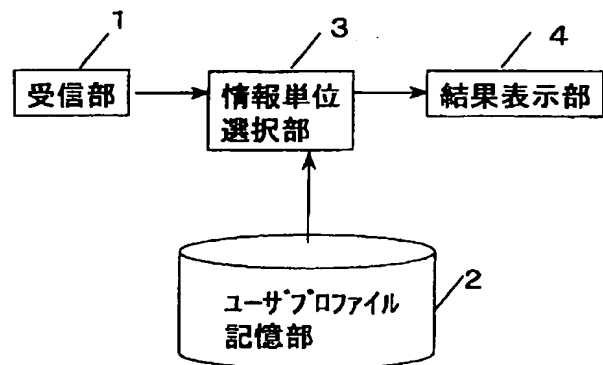 1
3
4
受信部
情報単位
選択部
結果表示部
2
ユーザプロファイル
記憶部